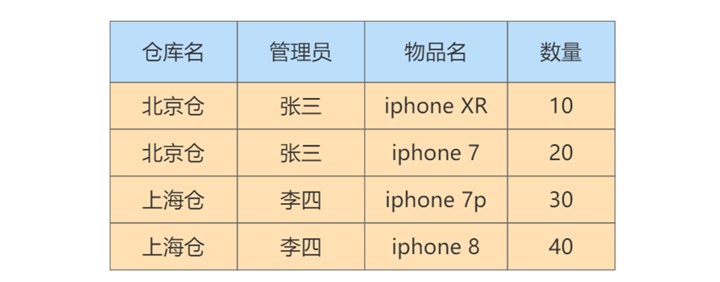 仓库名 管理员 物品名 数量
北京仓 张三 iphone XR 10
北京仓 张三 iphone 7 20
上海仓 李四 iphone 7p 30
上海仓 李四 iphone 8 40